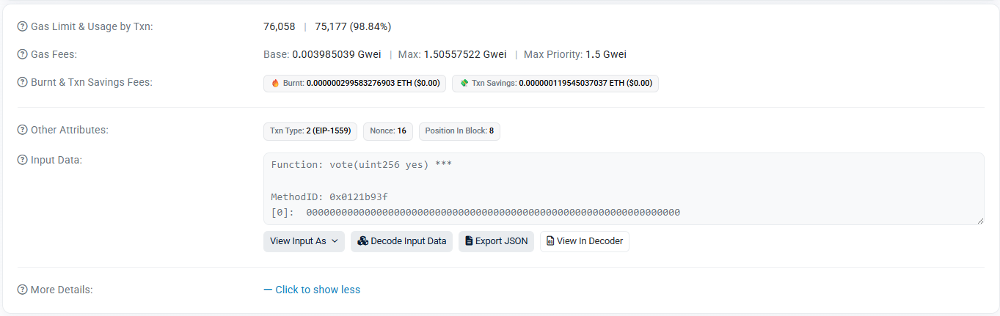 Gas Limit & Usage by Txn: 76,058 | 75,177 (98.84%)
Gas Fees: Base: 0.003985039 Gwei | Max: 1.50557522 Gwei | Max Priority: 1.5 Gwei
Burnt & Txn Savings Fees: Burnt: 0.000000299583276903 ETH ($0.00) Txn Savings: 0.000000119545037037 ETH ($0.00)
Other Attributes: Txn Type: 2 (EIP-1559) Nonce: 16 Position In Block: 8
Input Data:
Function: vote(uint256 yes) ***
MethodID: 0x0121b93f
[0]: 0000000000000000000000000000000000000000000000000000000000000000
View Input As Decode Input Data Export JSON View In Decoder
More Details: — Click to show less